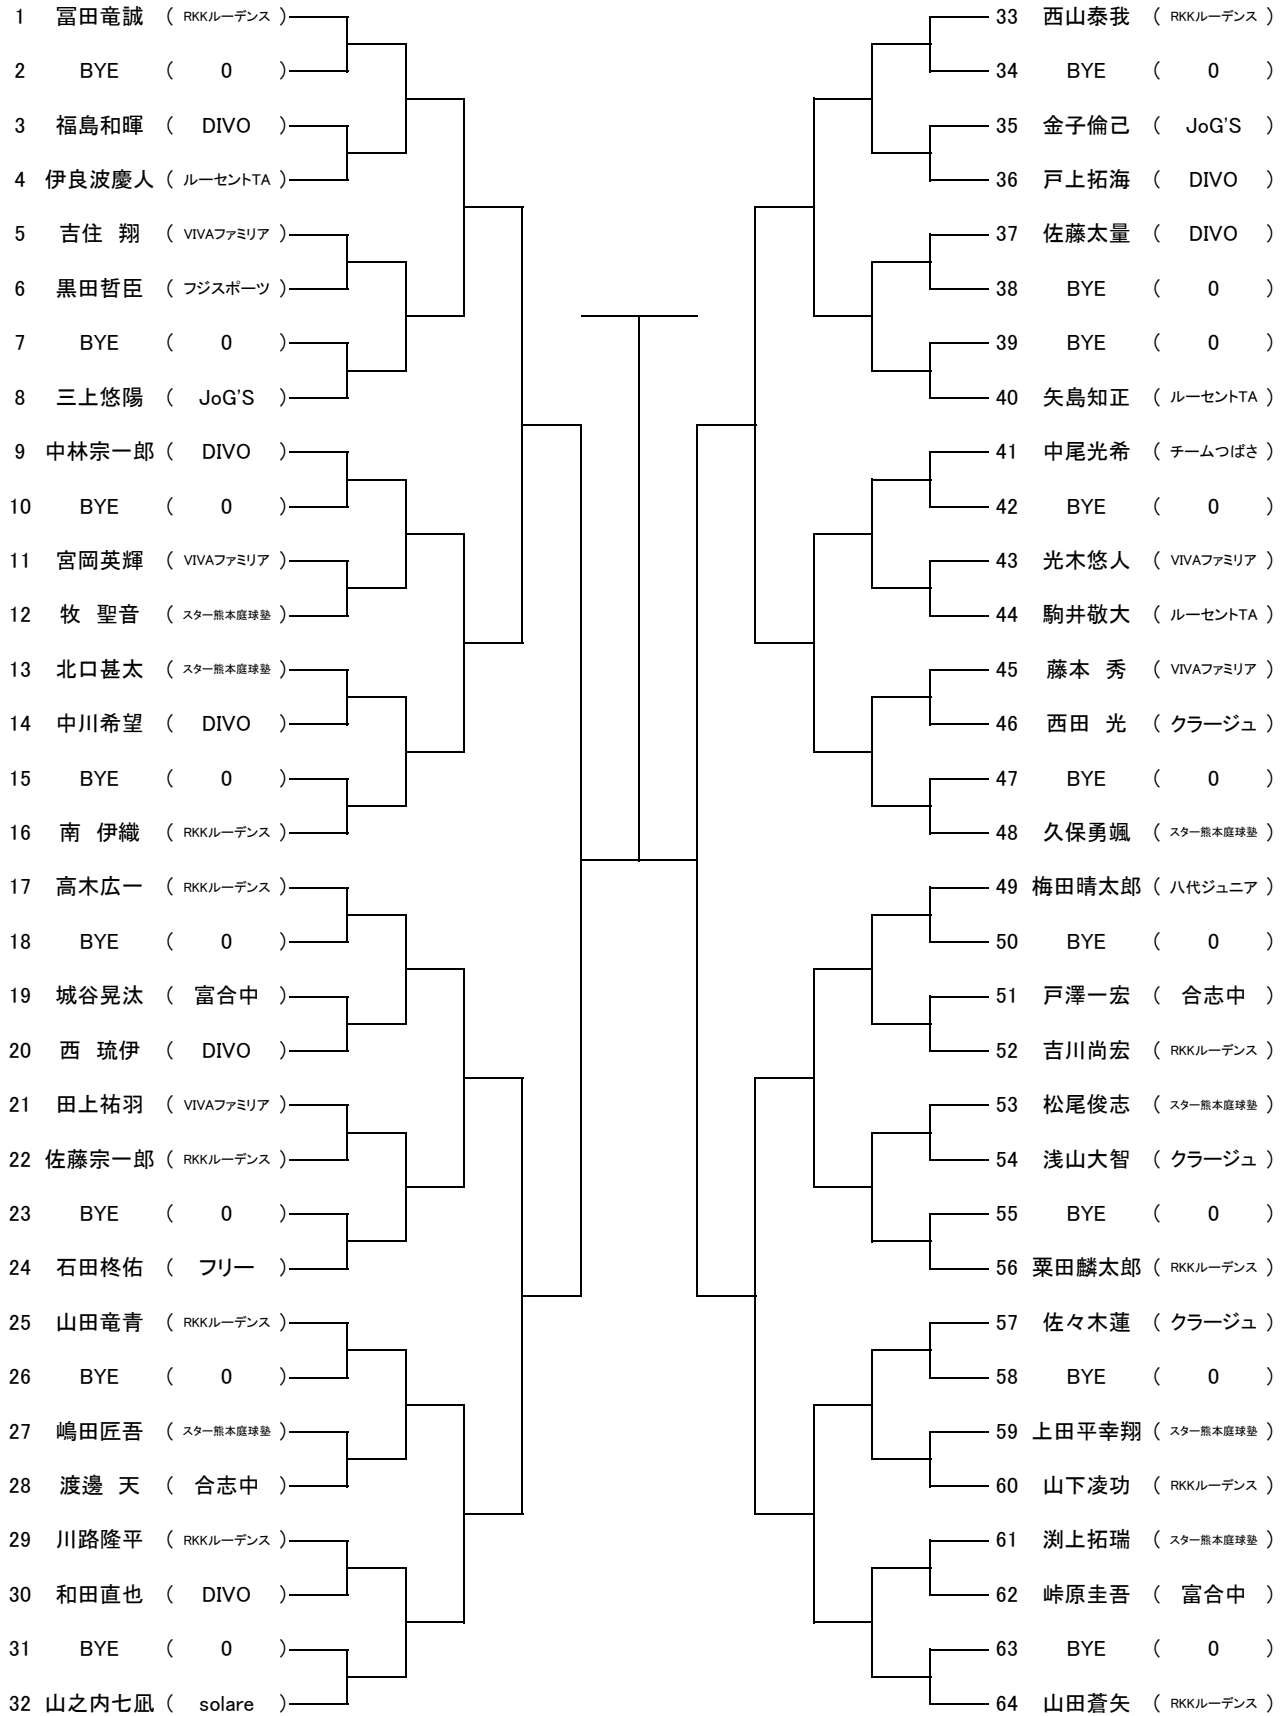 1 冨田竜誠 ( RKKルーデンス )
2 BYE ( 0 )
3 福島和暉 ( DIVO )
4 伊良波慶人 ( ルーセントTA )
5 吉住 翔 ( VIVAファミリア )
6 黒田哲臣 ( フジスポーツ )
7 BYE ( 0 )
8 三上悠陽 ( JoG'S )
9 中林宗一郎 ( DIVO )
10 BYE ( 0 )
11 宮岡英輝 ( VIVAファミリア )
12 牧 聖音 ( スター熊本庭球塾 )
13 北口甚太 ( スター熊本庭球塾 )
14 中川希望 ( DIVO )
15 BYE ( 0 )
16 南 伊織 ( RKKルーデンス )
17 高木広一 ( RKKルーデンス )
18 BYE ( 0 )
19 城谷晃汰 ( 富合中 )
20 西 琉伊 ( DIVO )
21 田上祐羽 ( VIVAファミリア )
22 佐藤宗一郎 ( RKKルーデンス )
23 BYE ( 0 )
24 石田柊佑 ( フリー )
25 山田竜青 ( RKKルーデンス )
26 BYE ( 0 )
27 嶋田匠吾 ( スター熊本庭球塾 )
28 渡邊 天 ( 合志中 )
29 川路隆平 ( RKKルーデンス )
30 和田直也 ( DIVO )
31 BYE ( 0 )
32 山之内七凪 ( solare )
33 西山泰我 ( RKKルーデンス )
34 BYE ( 0 )
35 金子倫己 ( JoG'S )
36 戸上拓海 ( DIVO )
37 佐藤太量 ( DIVO )
38 BYE ( 0 )
39 BYE ( 0 )
40 矢島知正 ( ルーセントTA )
41 中尾光希 ( チームつばさ )
42 BYE ( 0 )
43 光木悠人 ( VIVAファミリア )
44 駒井敬大 ( ルーセントTA )
45 藤本 秀 ( VIVAファミリア )
46 西田 光 ( クラージュ )
47 BYE ( 0 )
48 久保勇颯 ( スター熊本庭球塾 )
49 梅田晴太郎 ( 八代ジュニア )
50 BYE ( 0 )
51 戸澤一宏 ( 合志中 )
52 吉川尚宏 ( RKKルーデンス )
53 松尾俊志 ( スター熊本庭球塾 )
54 浅山大智 ( クラージュ )
55 BYE ( 0 )
56 粟田麟太郎 ( RKKルーデンス )
57 佐々木蓮 ( クラージュ )
58 BYE ( 0 )
59 上田平幸翔 ( スター熊本庭球塾 )
60 山下凌功 ( RKKルーデンス )
61 渕上拓瑞 ( スター熊本庭球塾 )
62 峠原圭吾 ( 富合中 )
63 BYE ( 0 )
64 山田蒼矢 ( RKKルーデンス )